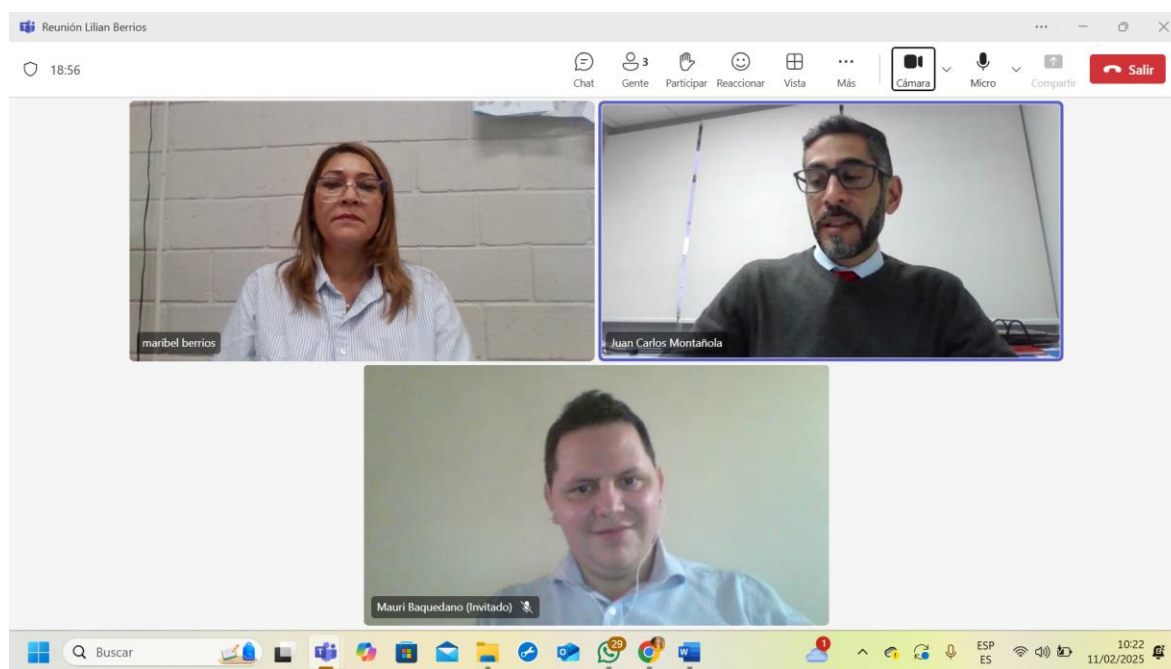 Reunión Lilian Berrios
18:56
Chat
Gente 3
Participar
Reaccionar
Vista
Más
Cámara
Micro
Compartir
Salir
maribel berrios
Juan Carlos Montañola
Mauri Baquedano (Invitado)
Buscar
29
1
ESP
ES
10:22
11/02/2025